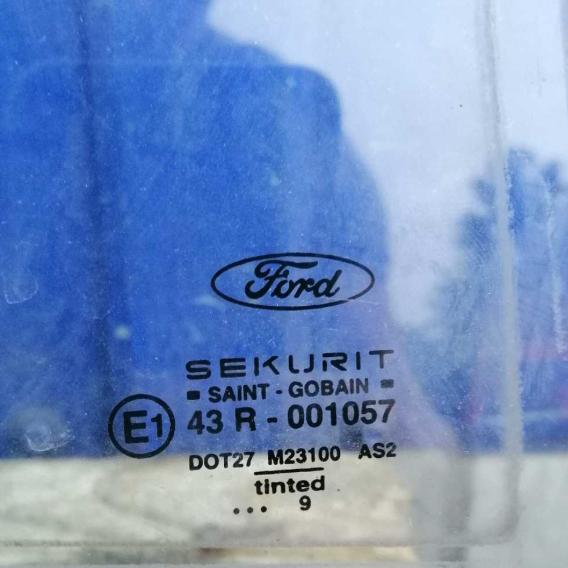 Ford
SEKURIT
SAINT - GOBAIN
E1 43 R - 001057
DOT27 M23100 AS2
tinted
... 9